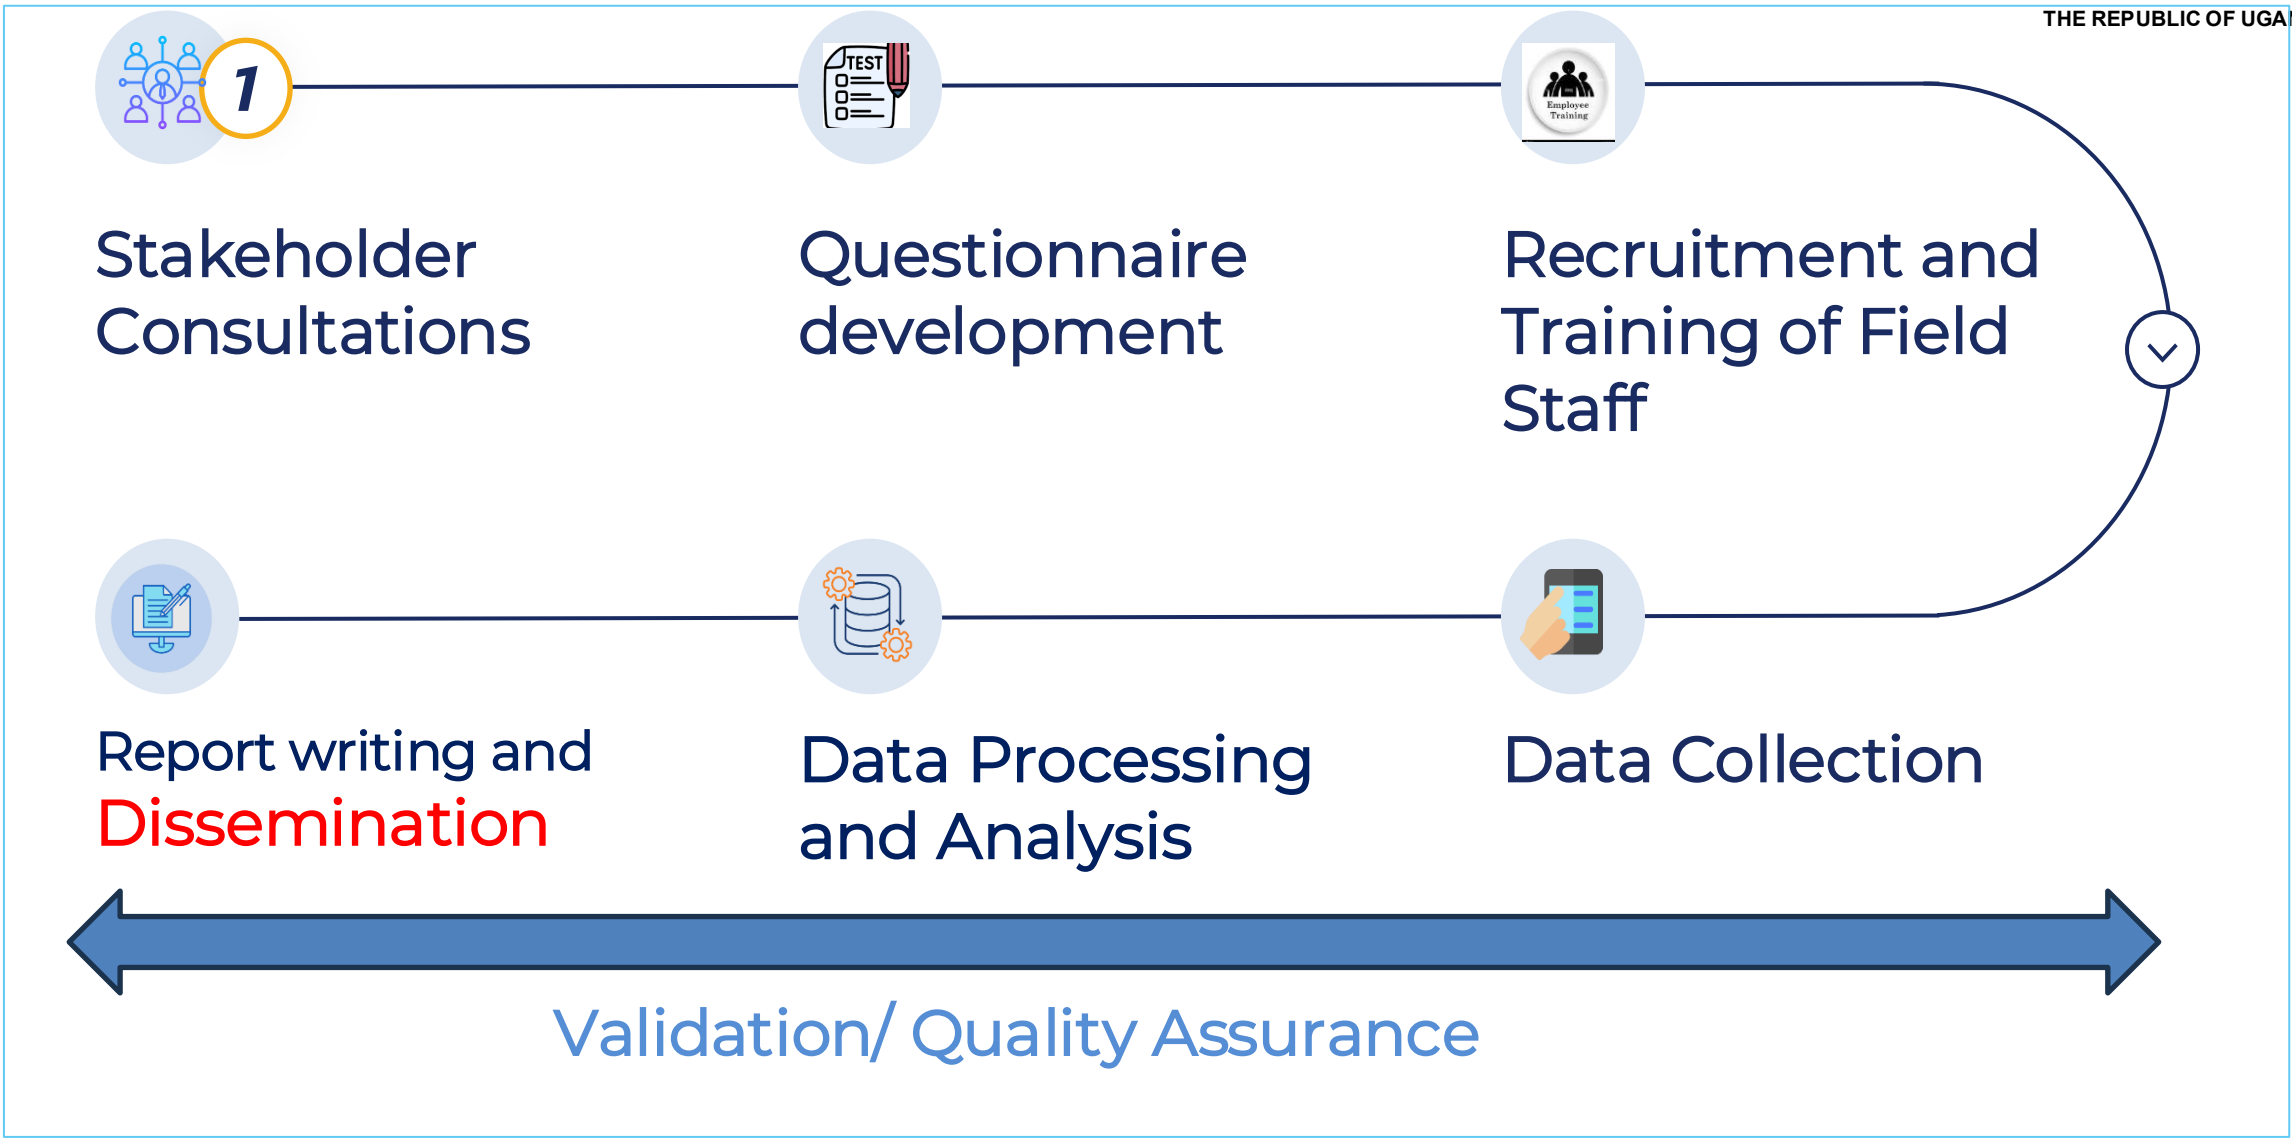 THE REPUBLIC OF UGA
1
TEST
Employee
Training
Stakeholder
Consultations
Questionnaire
development
Recruitment and
Training of Field
Staff
Report writing and
Dissemination
Data Processing
and Analysis
Data Collection
Validation/ Quality Assurance